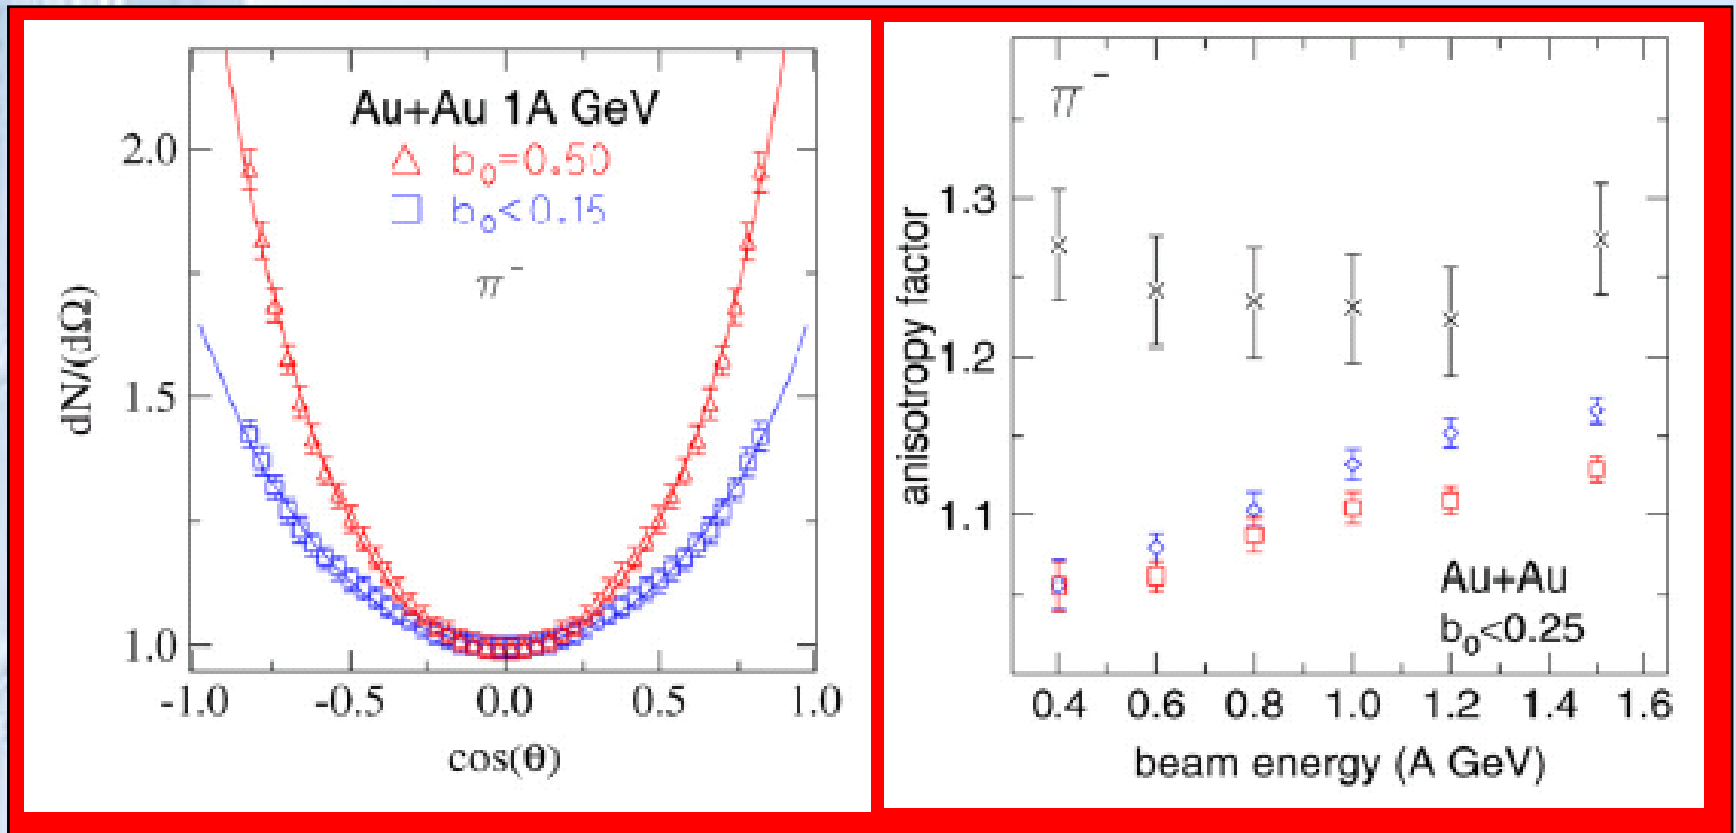 Au+Au 1A GeV
b₀=0.50
b₀<0.15
π⁻
2.0
1.5
1.0
dN/(dΩ)
-1.0 -0.5 0.0 0.5 1.0
cos(θ)
π⁻
1.3
1.2
1.1
anisotropy factor
Au+Au
b₀<0.25
0.4 0.6 0.8 1.0 1.2 1.4 1.6
beam energy (A GeV)